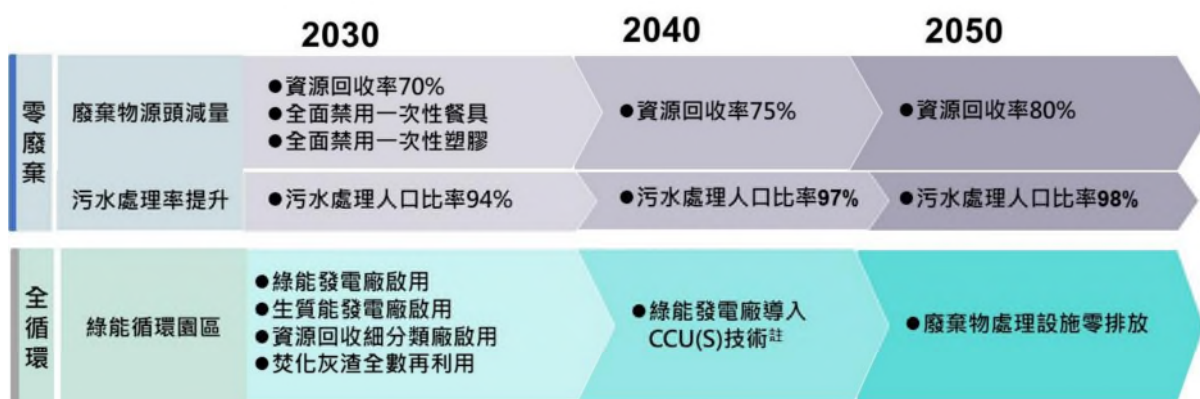 2030
2040
2050
零廢棄
廢棄物源頭減量
●資源回收率70%
●全面禁用一次性餐具
●全面禁用一次性塑膠
●資源回收率75%
●資源回收率80%
污水處理率提升
●污水處理人口比率94%
●污水處理人口比率97%
●污水處理人口比率98%
全循環
綠能循環園區
●綠能發電廠啟用
●生質能發電廠啟用
●資源回收細分類廠啟用
●焚化灰渣全數再利用
●綠能發電廠導入
CCU(S)技術註
●廢棄物處理設施零排放